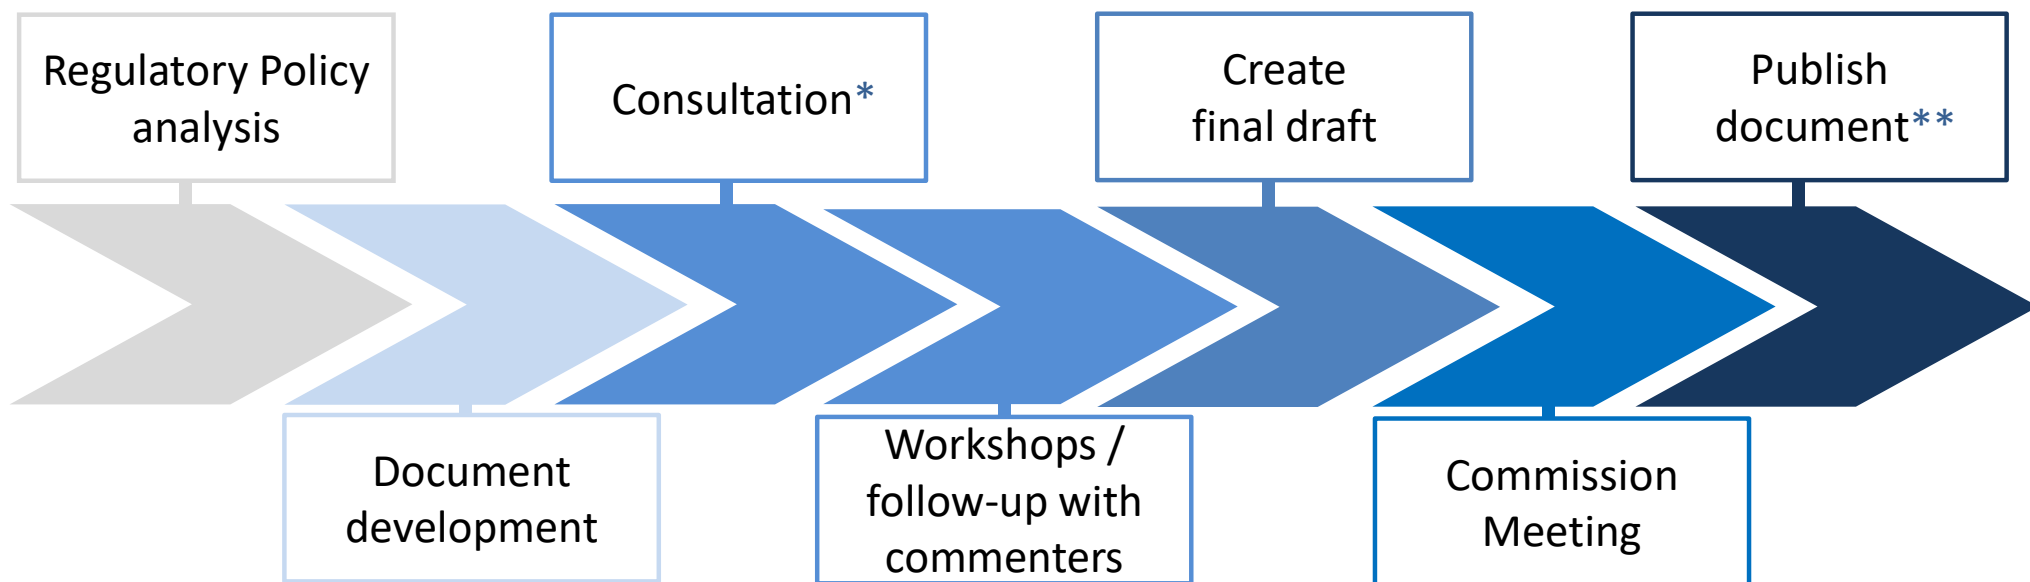 Regulatory Policy
analysis
Document
development
Consultation*
Workshops /
follow-up with
commenters
Create
final draft
Commission
Meeting
Publish
document**